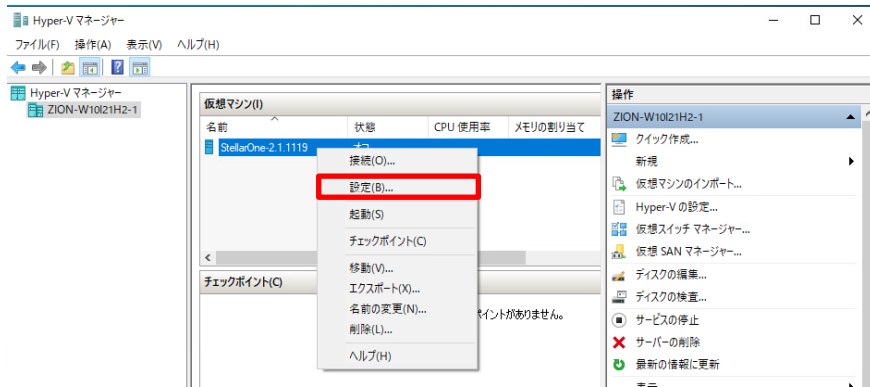 Hyper-V マネージャー
ファイル(F) 操作(A) 表示(V) ヘルプ(H)
Hyper-V マネージャー
ZION-W10I21H2-1
仮想マシン(I)
名前 状態 CPU 使用率 メモリの割り当て
StellarOne-2.1.1119 オフ
接続(O)...
設定(B)...
起動(S)
チェックポイント(C)
移動(V)...
エクスポート(X)...
名前の変更(N)...
削除(L)...
ヘルプ(H)
チェックポイント(C)
ポイントがありません。
操作
ZION-W10I21H2-1
クイック作成...
新規
仮想マシンのインポート...
Hyper-V の設定...
仮想スイッチ マネージャー...
仮想 SAN マネージャー...
ディスクの編集...
ディスクの検査...
サービスの停止
サーバーの削除
最新の情報に更新
表示